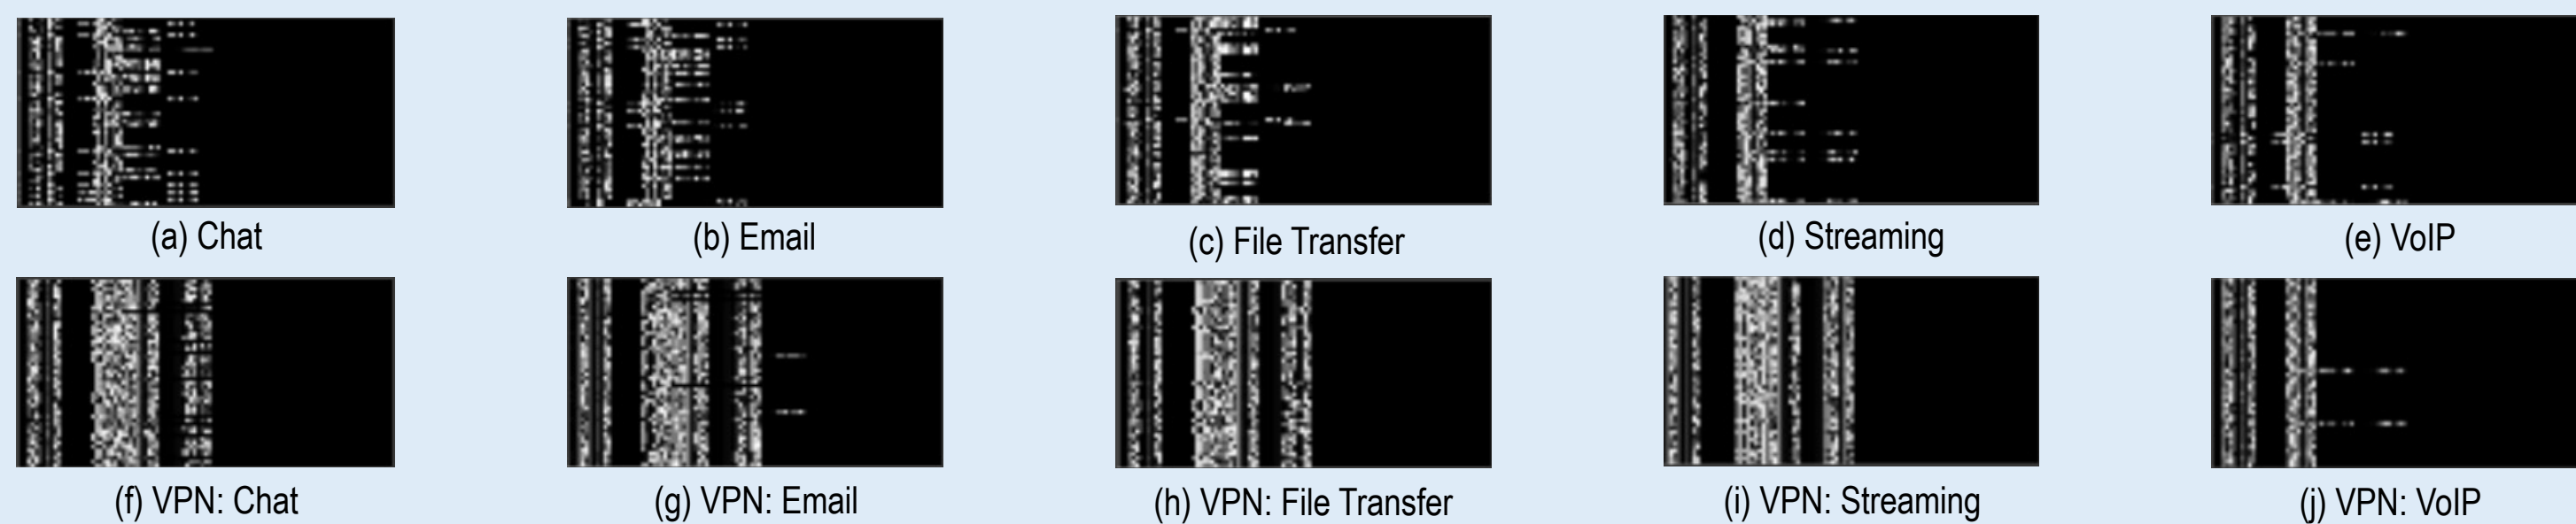 (a) Chat
(b) Email
(c) File Transfer
(d) Streaming
(e) VoIP
(f) VPN: Chat
(g) VPN: Email
(h) VPN: File Transfer
(i) VPN: Streaming
(j) VPN: VoIP